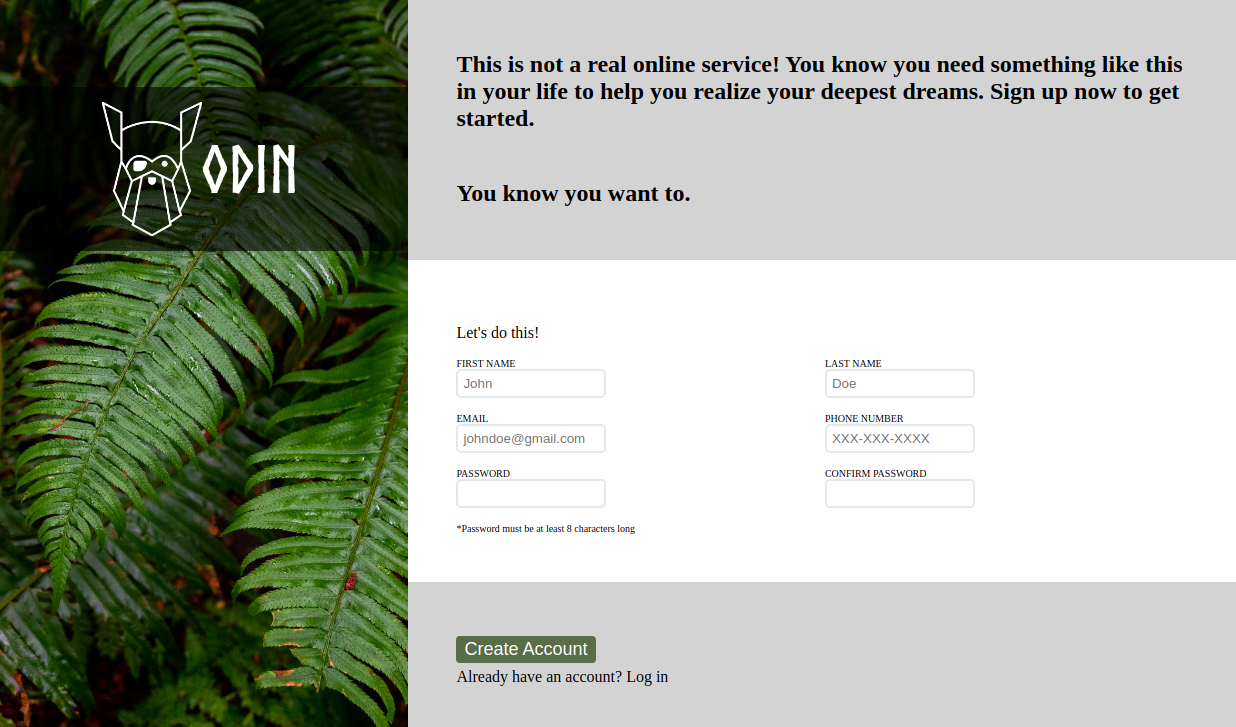 ODIN
This is not a real online service! You know you need something like this
in your life to help you realize your deepest dreams. Sign up now to get
started.
You know you want to.
Let's do this!
FIRST NAME
John
LAST NAME
Doe
EMAIL
johndoe@gmail.com
PHONE NUMBER
XXX-XXX-XXXX
PASSWORD
CONFIRM PASSWORD
*Password must be at least 8 characters long
Create Account
Already have an account? Log in